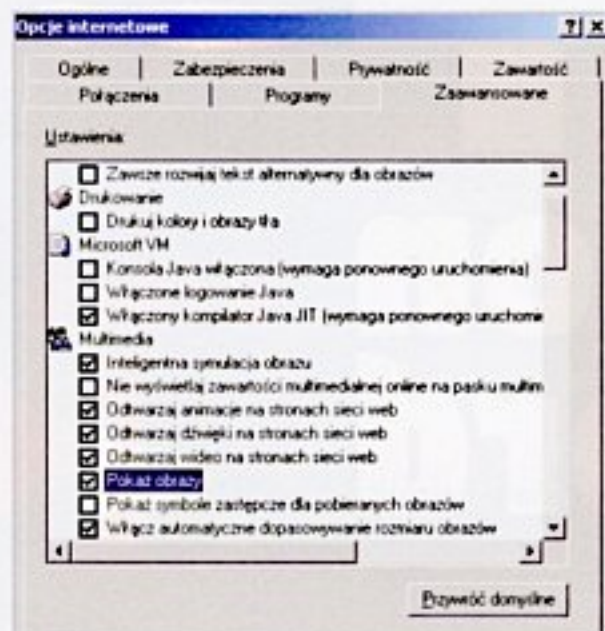 Opcje internetowe
Ogólne Zabezpieczenia Prywatność Zawartość
Połączenia Programy Zaawansowane
Ustawienia
Zawsze rozwijaj tekst alternatywny dla obrazów
Drukowanie
Drukuj kolory i obrazy tła
Microsoft VM
Konsola Java włączona (wymaga ponownego uruchomienia)
Włączone logowanie Java
Włączony kompilator Java JIT (wymaga ponownego uruchomie
Multimedia
Inteligentna symulacja obrazu
Nie wyświetlaj zawartości multimedialnej online na pasku multim
Odtwarzaj animacje na stronach sieci web
Odtwarzaj dźwięki na stronach sieci web
Odtwarzaj wideo na stronach sieci web
Pokaż obrazy
Pokaż symbole zastępcze dla pobieranych obrazów
Włącz automatyczne dopasowywanie rozmiaru obrazów
Przywróć domyślne